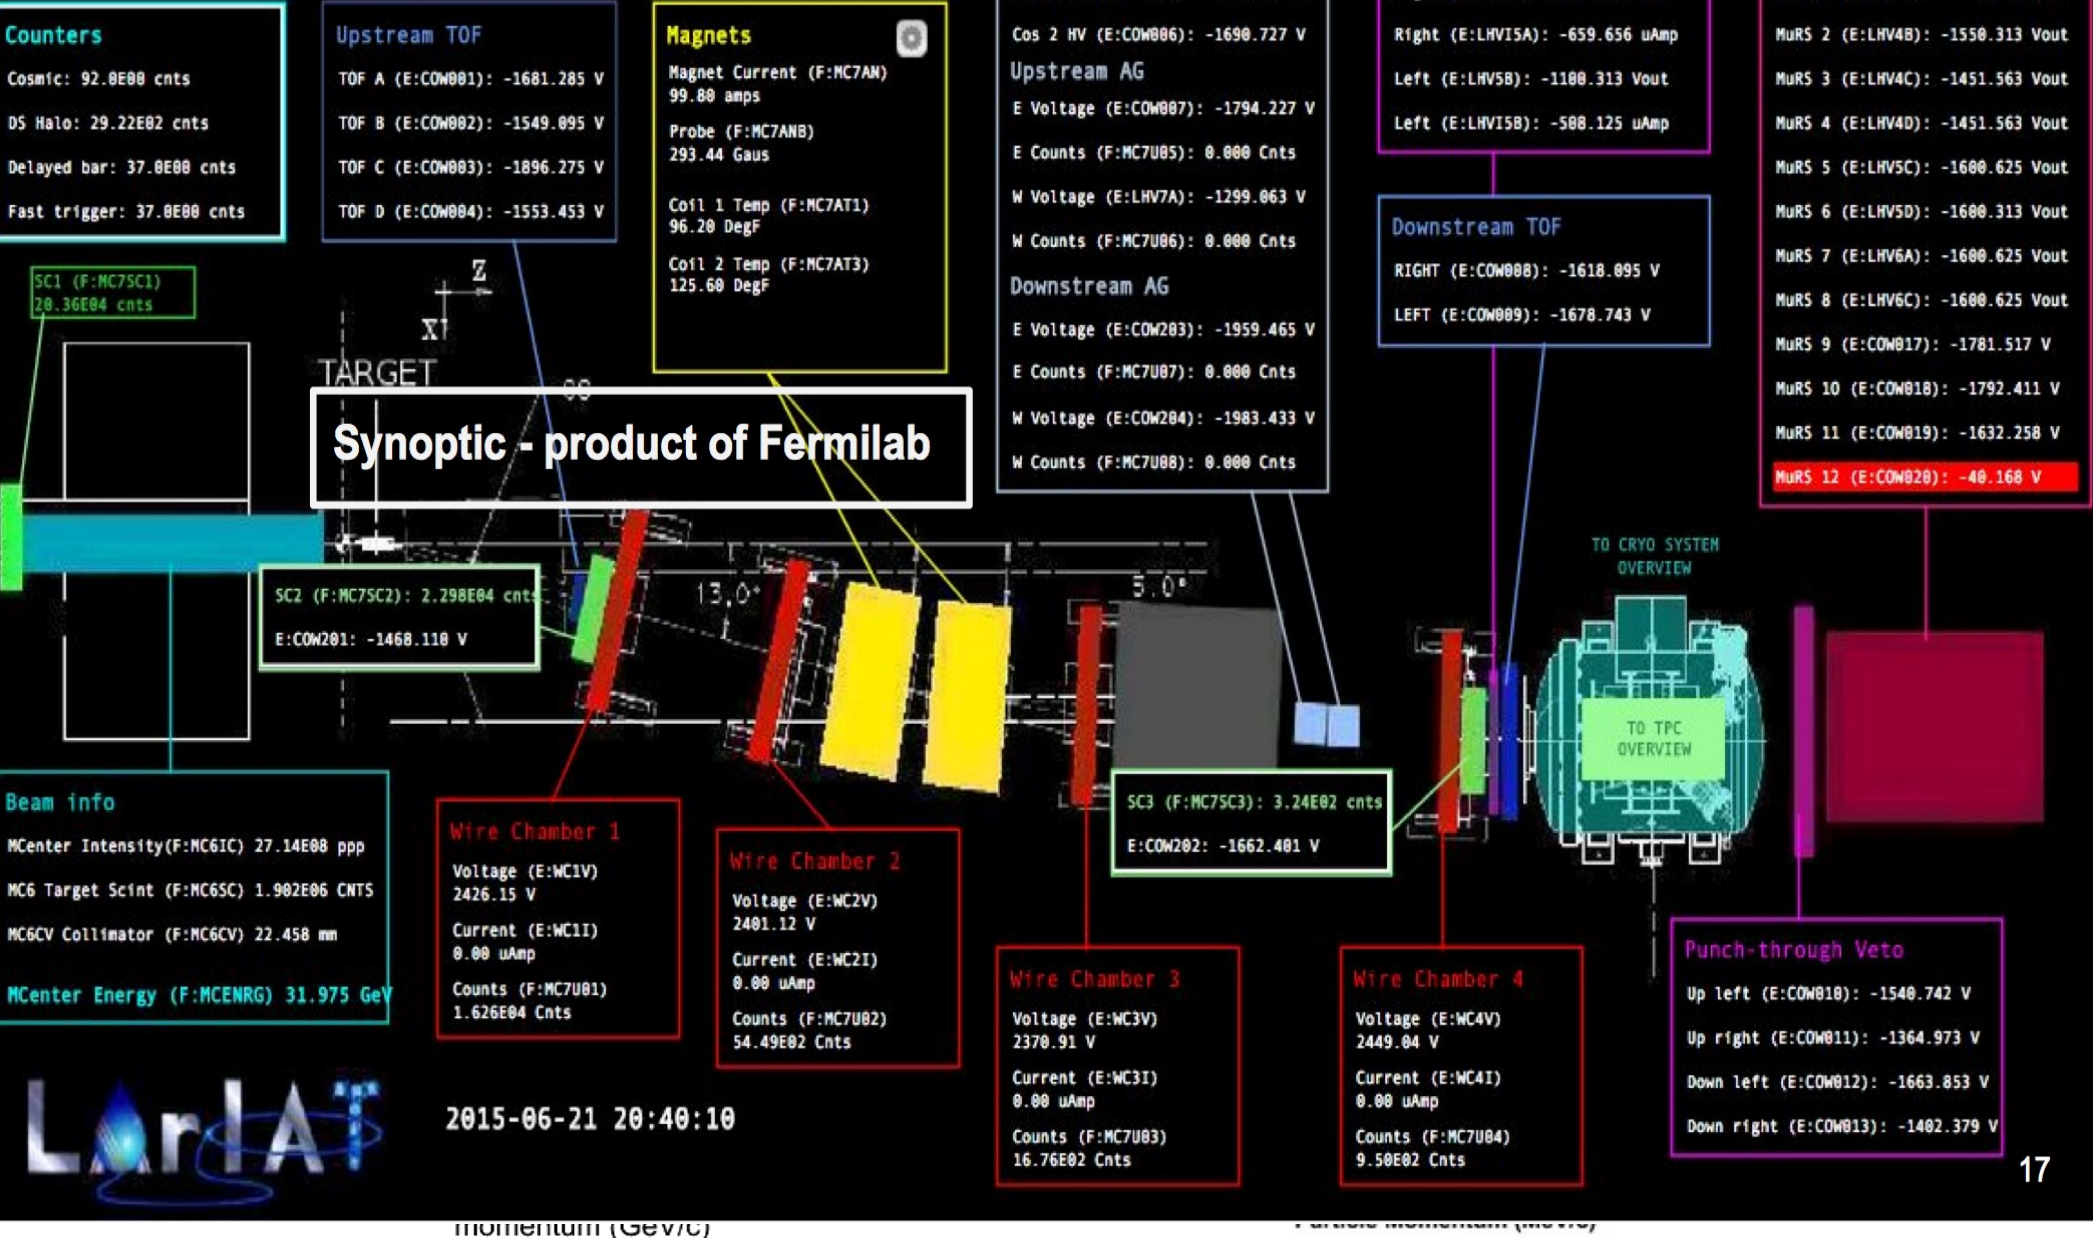 Counters
Cosmic: 92.0E00 cnts
DS Halo: 29.22E02 cnts
Delayed bar: 37.0E00 cnts
Fast trigger: 37.0E00 cnts
SC1 (F:MC7SC1)
20.36E04 cnts
Upstream TOF
TOF A (E:COW001): -1681.285 V
TOF B (E:COW002): -1549.095 V
TOF C (E:COW003): -1896.275 V
TOF D (E:COW004): -1553.453 V
Magnets
Magnet Current (F:MC7AN)
99.80 amps
Probe (F:MC7ANB)
293.44 Gaus
Coil 1 Temp (F:MC7AT1)
96.20 DegF
Coil 2 Temp (F:MC7AT3)
125.60 DegF
Cos 2 HV (E:COW006): -1690.727 V
Upstream AG
E Voltage (E:COW007): -1794.227 V
E Counts (F:MC7U05): 0.000 Cnts
W Voltage (E:LHV7A): -1299.063 V
W Counts (F:MC7U06): 0.000 Cnts
Downstream AG
E Voltage (E:COW203): -1959.465 V
E Counts (F:MC7U07): 0.000 Cnts
W Voltage (E:COW204): -1983.433 V
W Counts (F:MC7U08): 0.000 Cnts
Right (E:LHVI5A): -659.656 uAmp
Left (E:LHV5B): -1100.313 Vout
Left (E:LHVI5B): -508.125 uAmp
Downstream TOF
RIGHT (E:COW008): -1618.095 V
LEFT (E:COW009): -1678.743 V
MuRS 2 (E:LHV4B): -1550.313 Vout
MuRS 3 (E:LHV4C): -1451.563 Vout
MuRS 4 (E:LHV4D): -1451.563 Vout
MuRS 5 (E:LHV5C): -1600.625 Vout
MuRS 6 (E:LHV5D): -1600.313 Vout
MuRS 7 (E:LHV6A): -1600.625 Vout
MuRS 8 (E:LHV6C): -1600.625 Vout
MuRS 9 (E:COW017): -1781.517 V
MuRS 10 (E:COW018): -1792.411 V
MuRS 11 (E:COW019): -1632.258 V
MuRS 12 (E:COW020): -40.168 V
Z
X
TARGET
Synoptic - product of Fermilab
13.0°
5.0°
SC2 (F:MC7SC2): 2.298E04 cnts
E:COW201: -1468.110 V
TO CRYO SYSTEM
OVERVIEW
TO TPC
OVERVIEW
SC3 (F:MC7SC3): 3.24E02 cnts
E:COW202: -1662.401 V
Beam info
MCenter Intensity(F:MC6IC) 27.14E08 ppp
MC6 Target Scint (F:MC6SC) 1.902E06 CNTS
MC6CV Collimator (F:MC6CV) 22.458 mm
MCenter Energy (F:MCENRG) 31.975 GeV
Wire Chamber 1
Voltage (E:WC1V)
2426.15 V
Current (E:WC1I)
0.00 uAmp
Counts (F:MC7U01)
1.626E04 Cnts
Wire Chamber 2
Voltage (E:WC2V)
2401.12 V
Current (E:WC2I)
0.00 uAmp
Counts (F:MC7U02)
54.49E02 Cnts
Wire Chamber 3
Voltage (E:WC3V)
2370.91 V
Current (E:WC3I)
0.00 uAmp
Counts (F:MC7U03)
16.76E02 Cnts
Wire Chamber 4
Voltage (E:WC4V)
2449.04 V
Current (E:WC4I)
0.00 uAmp
Counts (F:MC7U04)
9.50E02 Cnts
Punch-through Veto
Up left (E:COW010): -1540.742 V
Up right (E:COW011): -1364.973 V
Down left (E:COW012): -1663.853 V
Down right (E:COW013): -1402.379 V
LArIAT
2015-06-21 20:40:10
17
momentum (GeV/c)